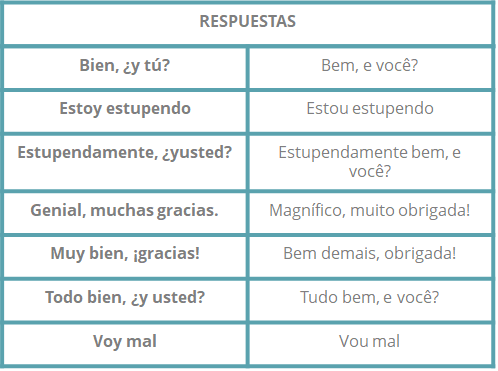 RESPUESTAS
Bien, ¿y tú?
Bem, e você?
Estoy estupendo
Estou estupendo
Estupendamente, ¿yusted?
Estupendamente bem, e
você?
Genial, muchas gracias.
Magnífico, muito obrigada!
Muy bien, ¡gracias!
Bem demais, obrigada!
Todo bien, ¿y usted?
Tudo bem, e você?
Voy mal
Vou mal